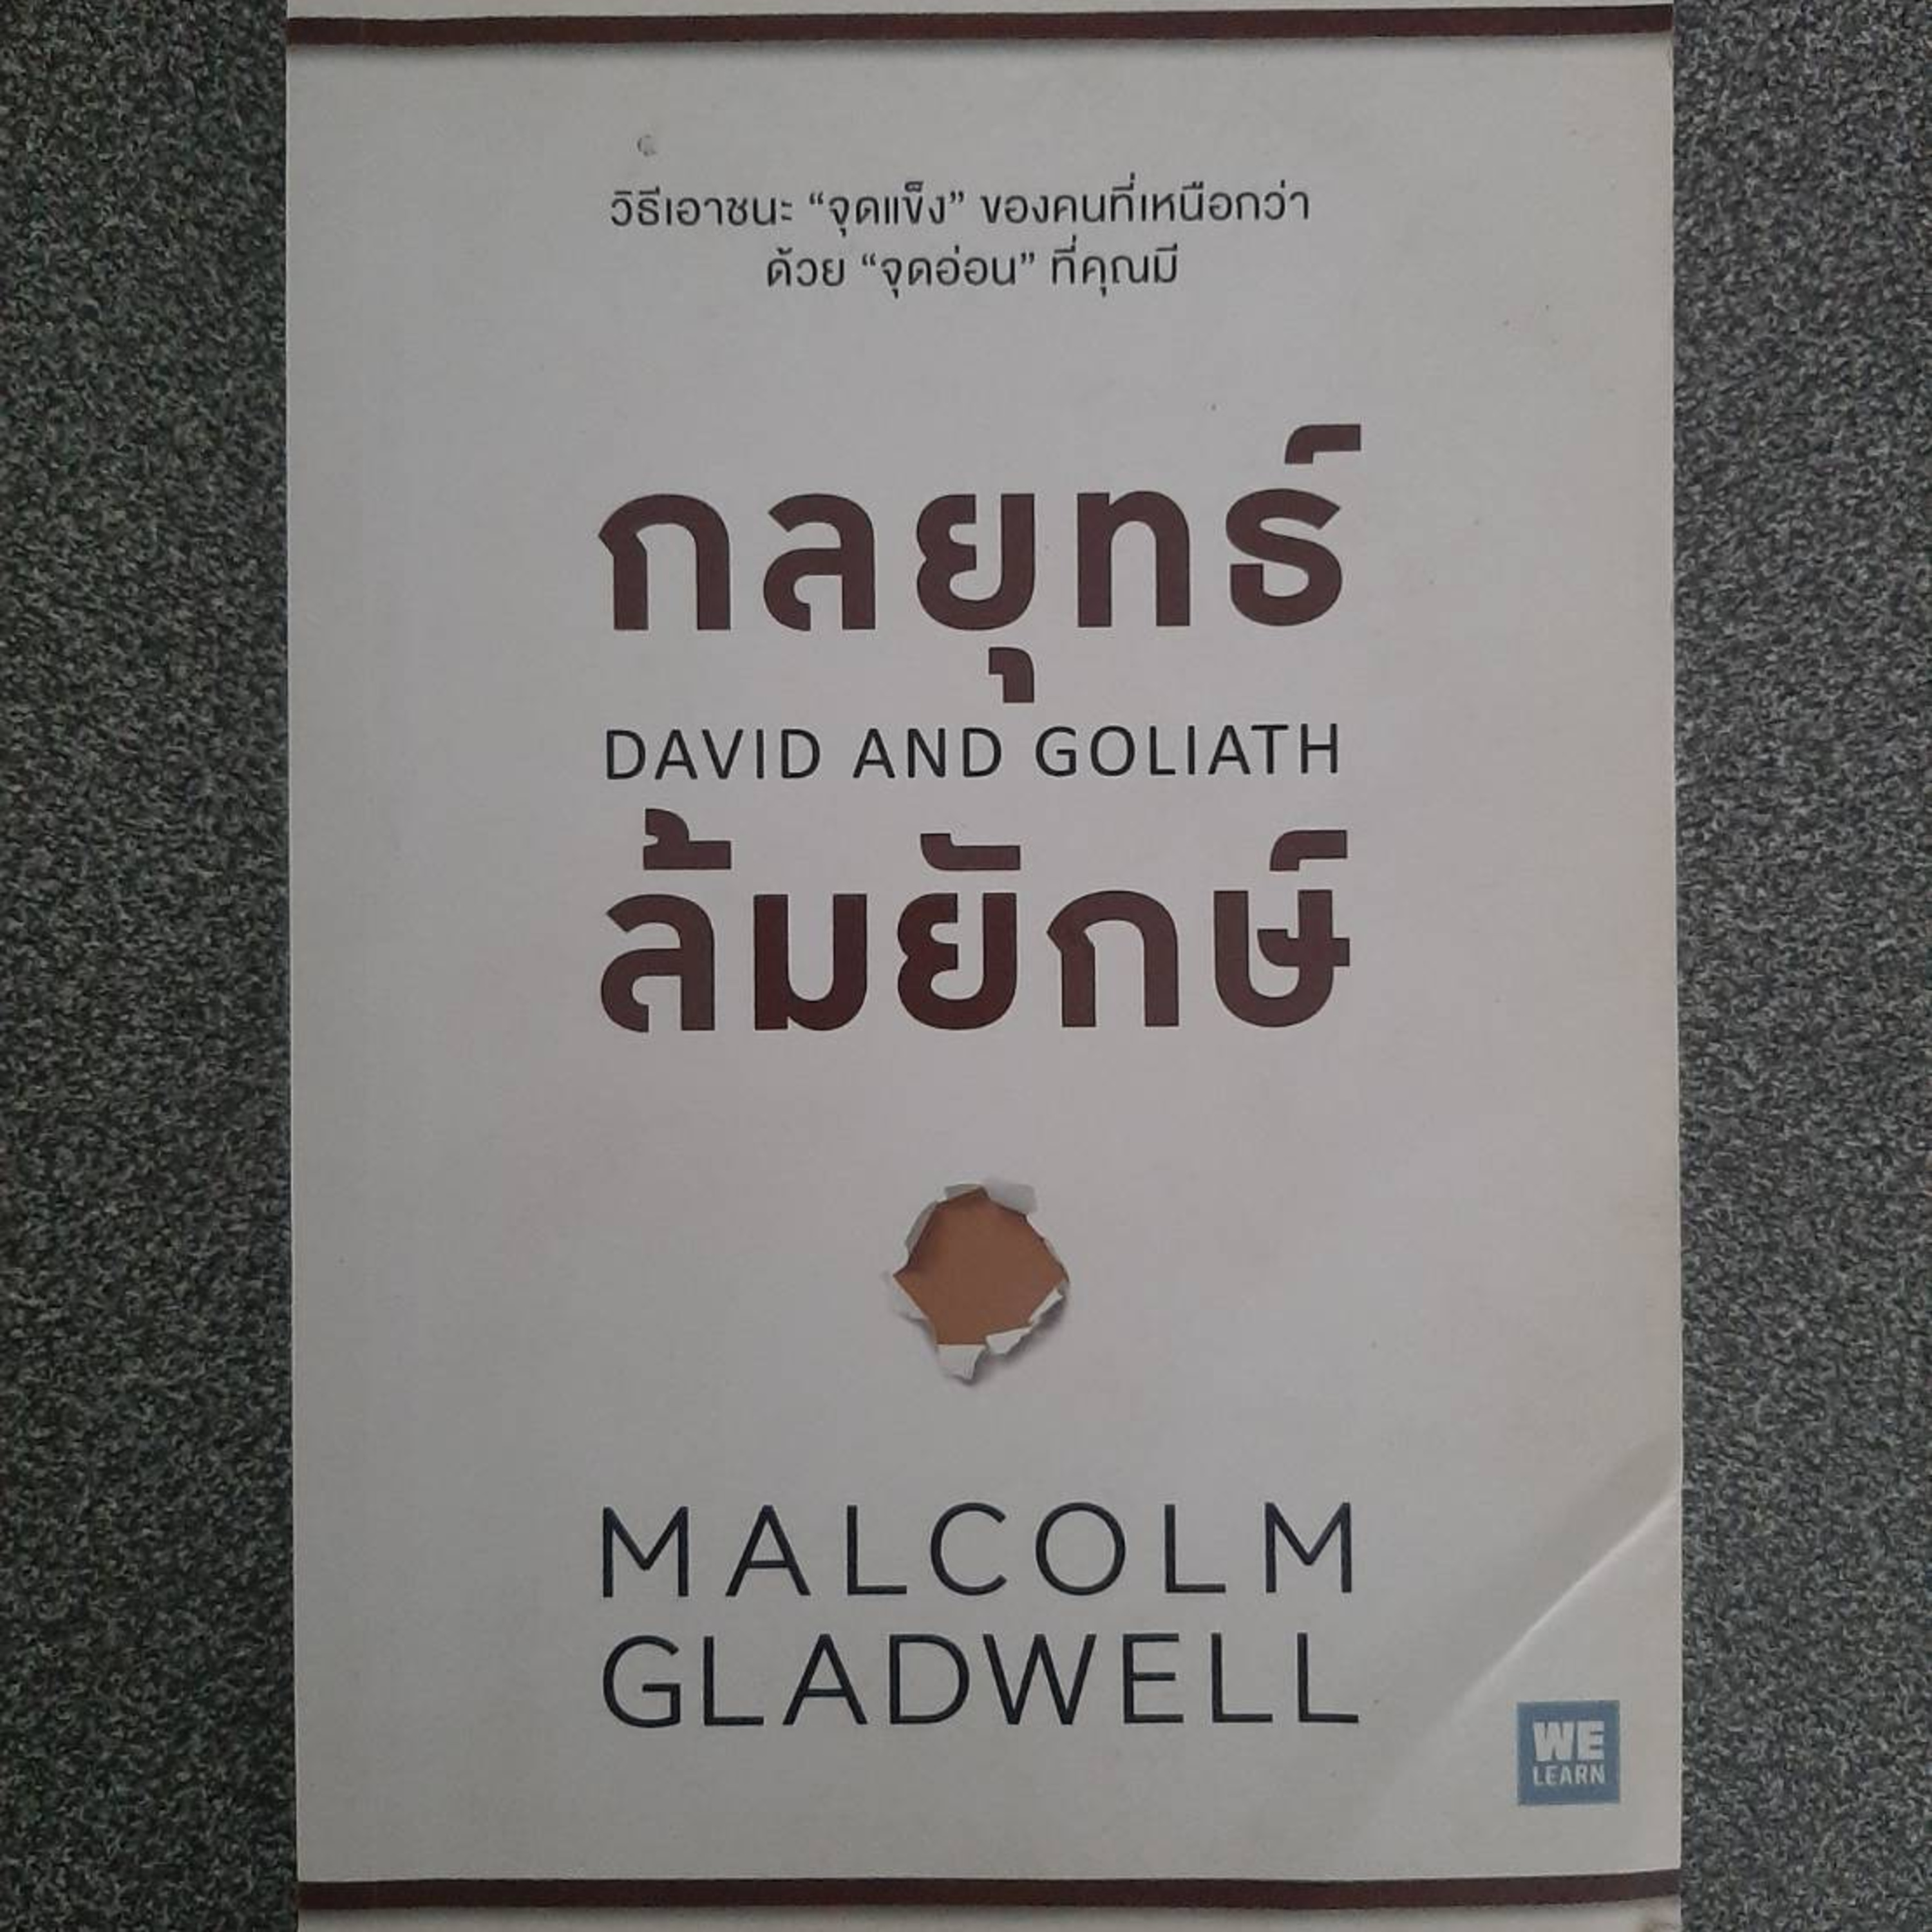 วิธีเอาชนะ “จุดแข็ง” ของคนที่เหนือกว่า
ด้วย “จุดอ่อน” ที่คุณมี
กลยุทธ์
DAVID AND GOLIATH
ล้มยักษ์
MALCOLM
GLADWELL
WE
LEARN